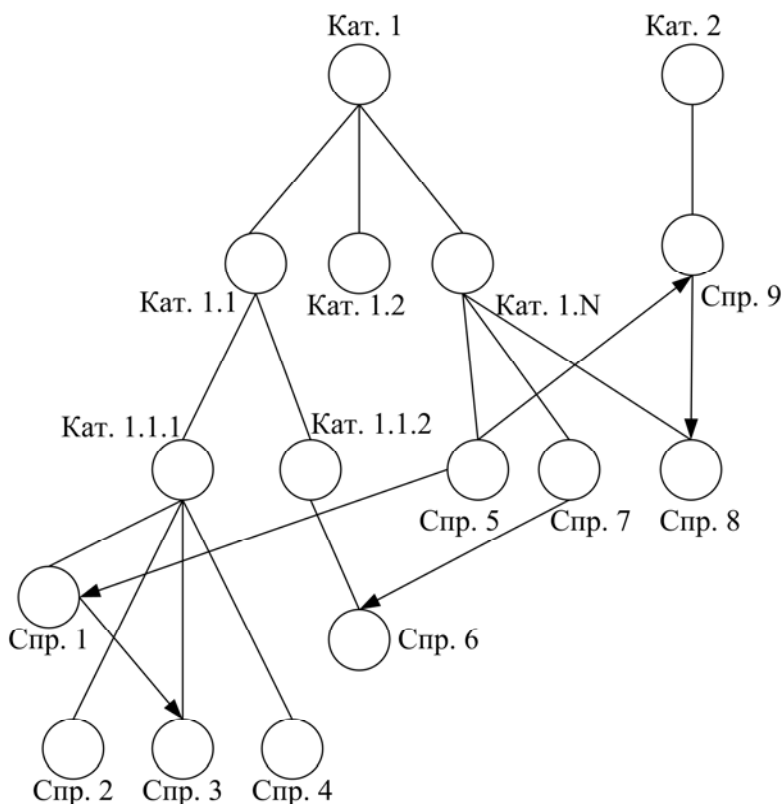 Кат. 1
Кат. 2
Кат. 1.1
Кат. 1.2
Кат. 1.N
Спр. 9
Кат. 1.1.1
Кат. 1.1.2
Спр. 5
Спр. 7
Спр. 8
Спр. 1
Спр. 6
Спр. 2
Спр. 3
Спр. 4